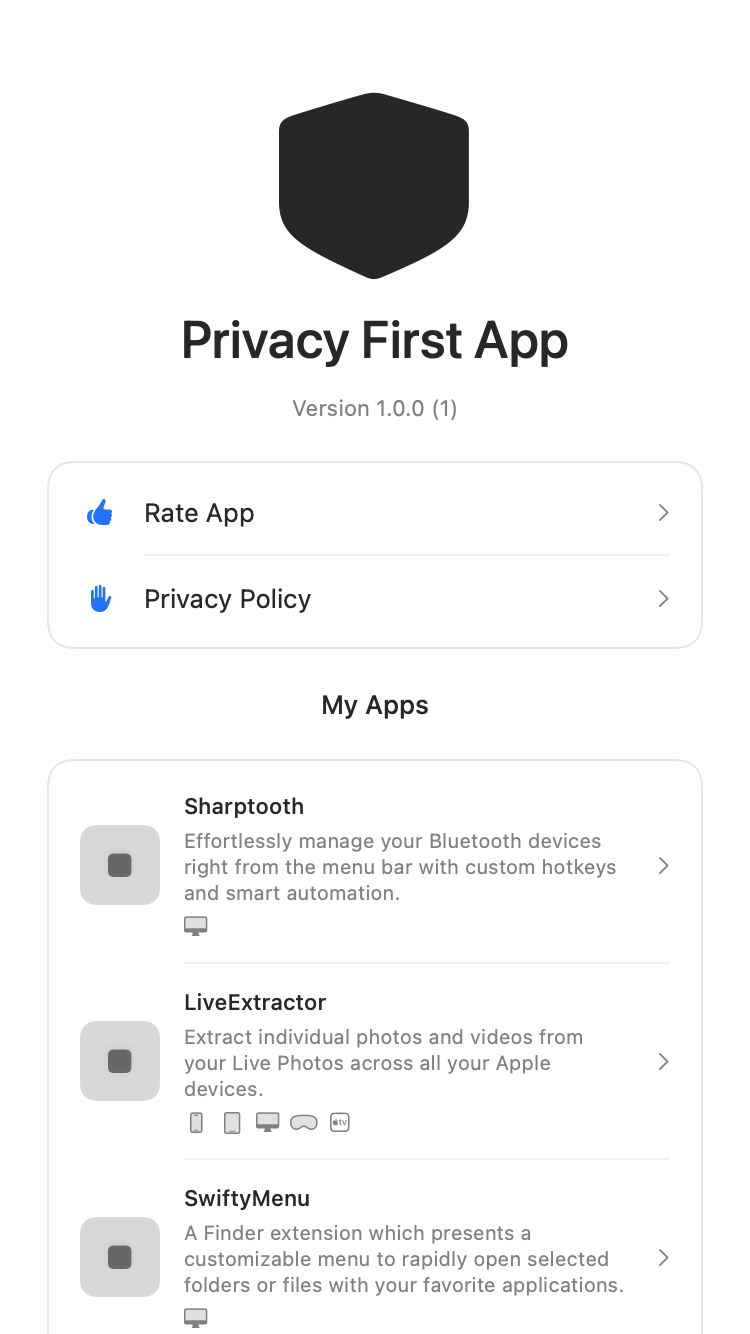 Privacy First App
Version 1.0.0 (1)
Rate App
Privacy Policy
My Apps
Sharptooth
Effortlessly manage your Bluetooth devices
right from the menu bar with custom hotkeys
and smart automation.
LiveExtractor
Extract individual photos and videos from
your Live Photos across all your Apple
devices.
tv
SwiftyMenu
A Finder extension which presents a
customizable menu to rapidly open selected
folders or files with your favorite applications.